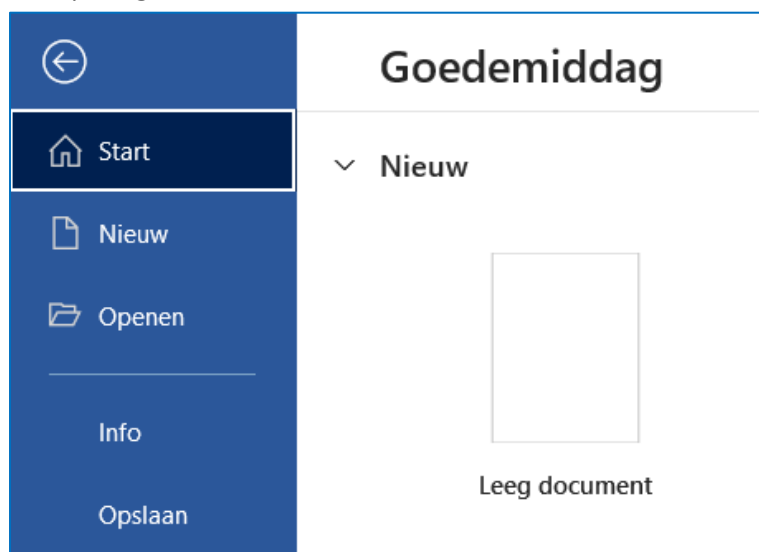 Goedemiddag
Start
Nieuw
Nieuw
Openen
Info
Leeg document
Opslaan